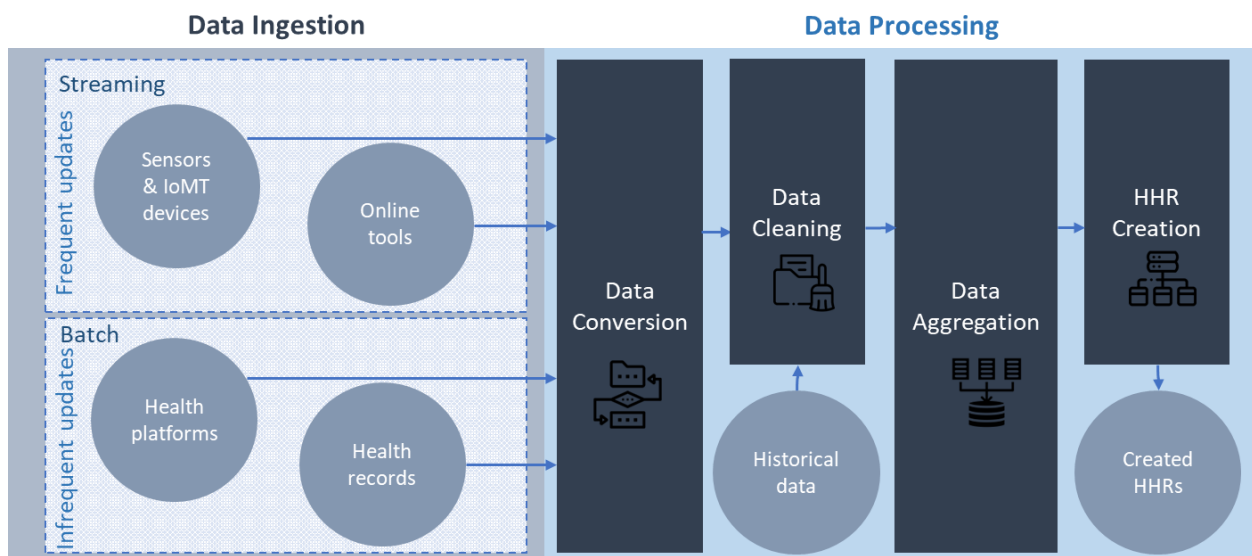 Data Ingestion
Data Processing
Streaming
Frequent updates
Sensors
& IoMT
devices
Online
tools
Batch
Infrequent updates
Health
platforms
Health
records
Data
Conversion
Data
Cleaning
Historical
data
Data
Aggregation
HHR
Creation
Created
HHRs